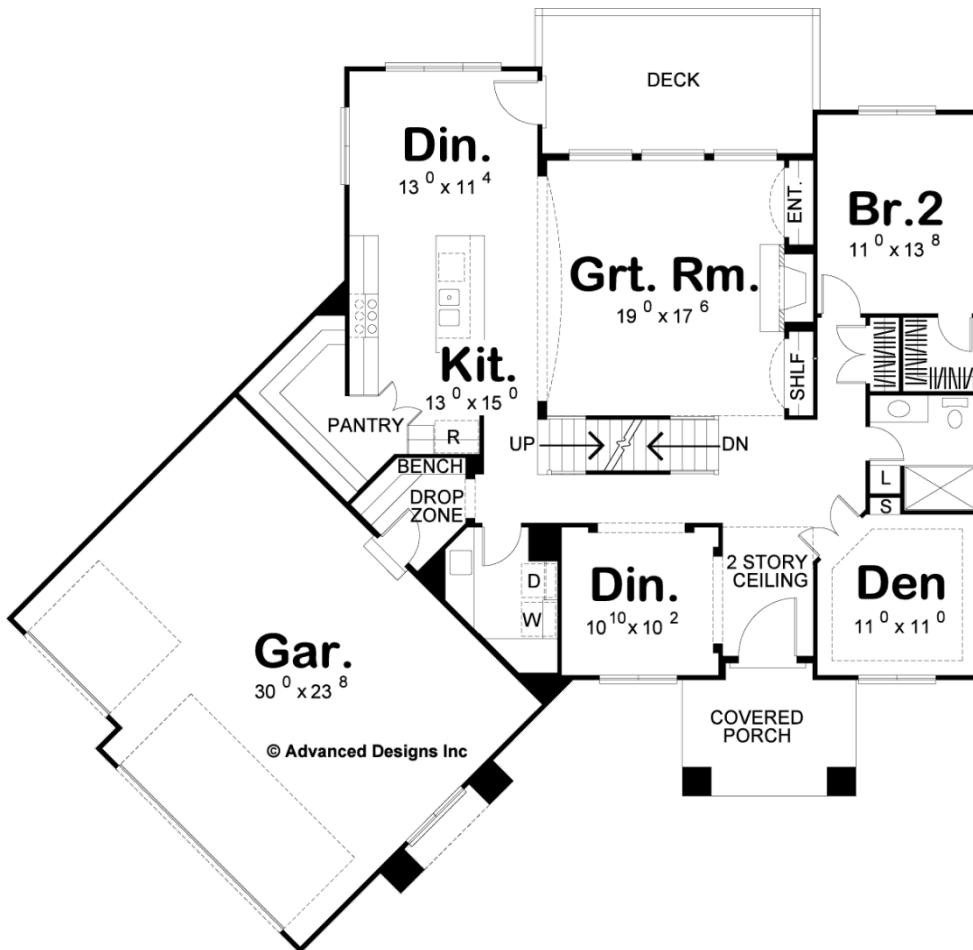 DECK
Din.
13 0 x 11 4
ENT.
Br.2
11 0 x 13 8
Grt. Rm.
19 0 x 17 6
SHLF
Kit.
13 0 x 15 0
PANTRY
R
UP
DN
BENCH
DROP
ZONE
L
S
D
W
Din.
10 10 x 10 2
2 STORY
CEILING
Den
11 0 x 11 0
Gar.
30 0 x 23 8
COVERED
PORCH
© Advanced Designs Inc